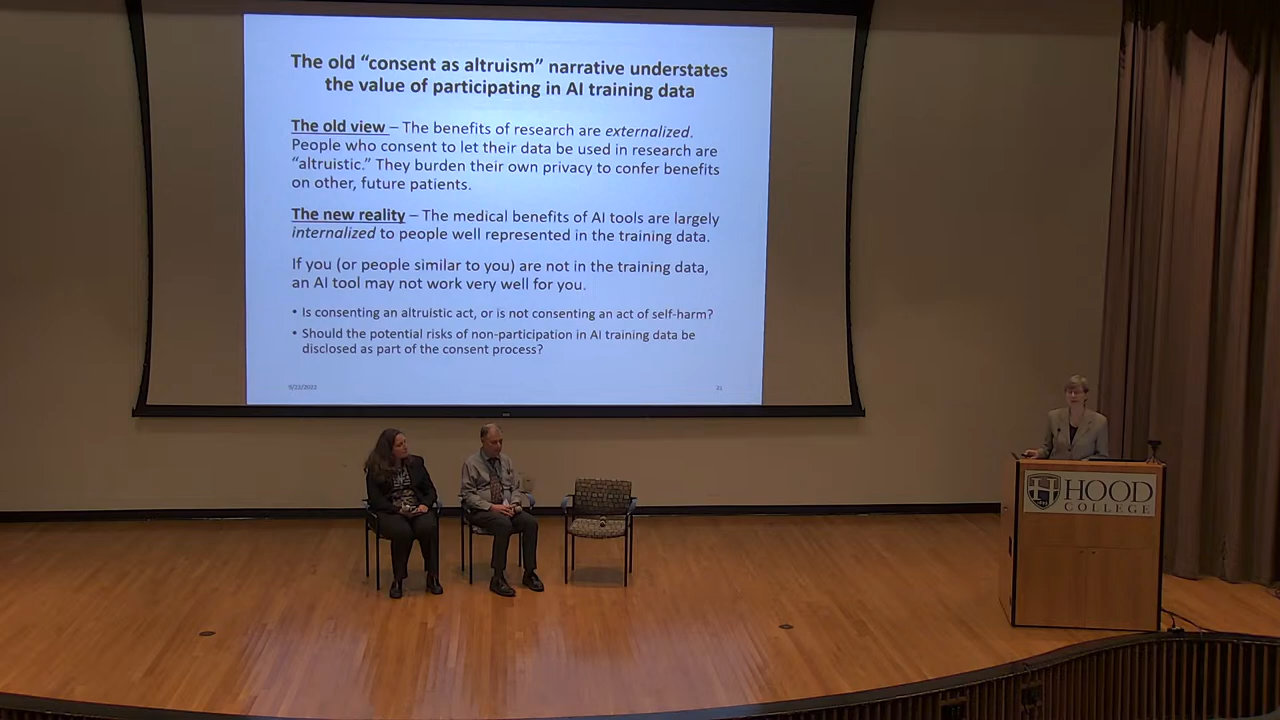 The old “consent as altruism” narrative understates
the value of participating in AI training data
The old view – The benefits of research are externalized.
People who consent to let their data be used in research are
“altruistic.” They burden their own privacy to confer benefits
on other, future patients.
The new reality – The medical benefits of AI tools are largely
internalized to people well represented in the training data.
If you (or people similar to you) are not in the training data,
an AI tool may not work very well for you.
• Is consenting an altruistic act, or is not consenting an act of self-harm?
• Should the potential risks of non-participation in AI training data be
disclosed as part of the consent process?
HOOD
COLLEGE